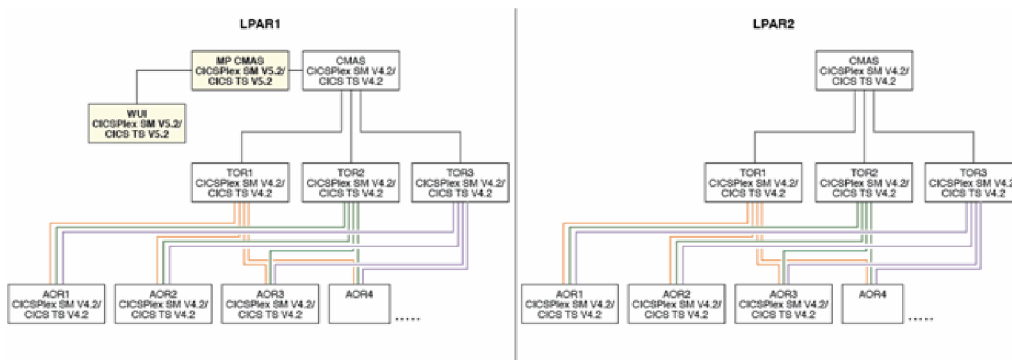 LPAR1
MP CMAS
CICSPlex SM V5.2/
CICS TS V5.2
CMAS
CICSPlex SM V4.2/
CICS TS V4.2
WUI
CICSPlex SM V5.2/
CICS TS V5.2
TOR1
CICSPlex SM V4.2/
CICS TS V4.2
TOR2
CICSPlex SM V4.2/
CICS TS V4.2
TOR3
CICSPlex SM V4.2/
CICS TS V4.2
AOR1
CICSPlex SM V4.2/
CICS TS V4.2
AOR2
CICSPlex SM V4.2/
CICS TS V4.2
AOR3
CICSPlex SM V4.2/
CICS TS V4.2
AOR4
.....
LPAR2
CMAS
CICSPlex SM V4.2/
CICS TS V4.2
TOR1
CICSPlex SM V4.2/
CICS TS V4.2
TOR2
CICSPlex SM V4.2/
CICS TS V4.2
TOR3
CICSPlex SM V4.2/
CICS TS V4.2
AOR1
CICSPlex SM V4.2/
CICS TS V4.2
AOR2
CICSPlex SM V4.2/
CICS TS V4.2
AOR3
CICSPlex SM V4.2/
CICS TS V4.2
AOR4
.....